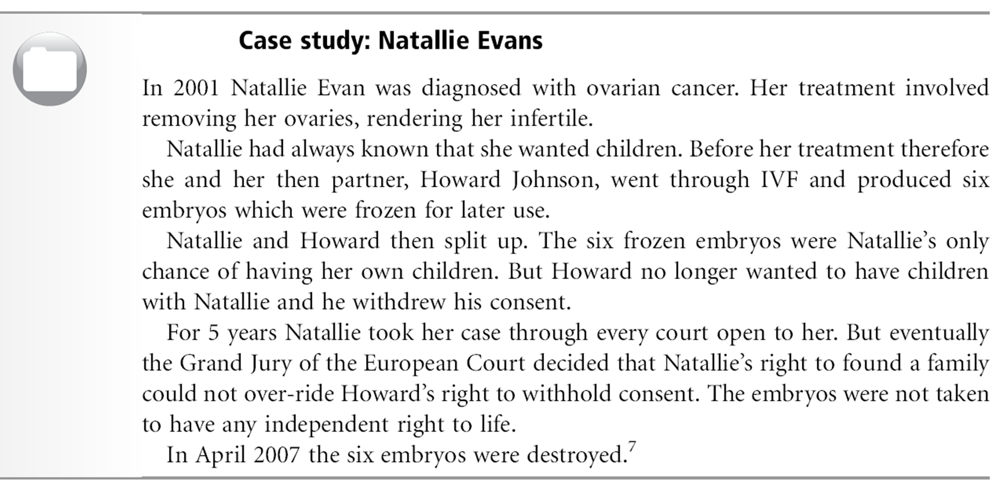 Case study: Natallie Evans
In 2001 Natallie Evan was diagnosed with ovarian cancer. Her treatment involved
removing her ovaries, rendering her infertile.
Natallie had always known that she wanted children. Before her treatment therefore
she and her then partner, Howard Johnson, went through IVF and produced six
embryos which were frozen for later use.
Natallie and Howard then split up. The six frozen embryos were Natallie’s only
chance of having her own children. But Howard no longer wanted to have children
with Natallie and he withdrew his consent.
For 5 years Natallie took her case through every court open to her. But eventually
the Grand Jury of the European Court decided that Natallie’s right to found a family
could not over-ride Howard’s right to withhold consent. The embryos were not taken
to have any independent right to life.
In April 2007 the six embryos were destroyed.7